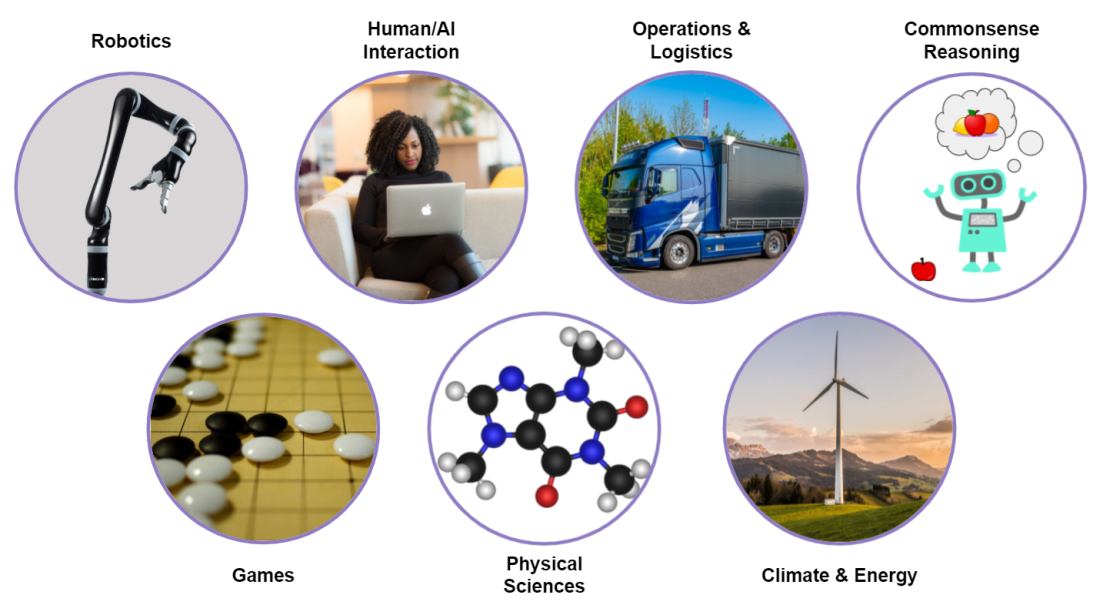 Robotics
Human/AI
Interaction
Operations &
Logistics
Commonsense
Reasoning
Games
Physical
Sciences
Climate & Energy